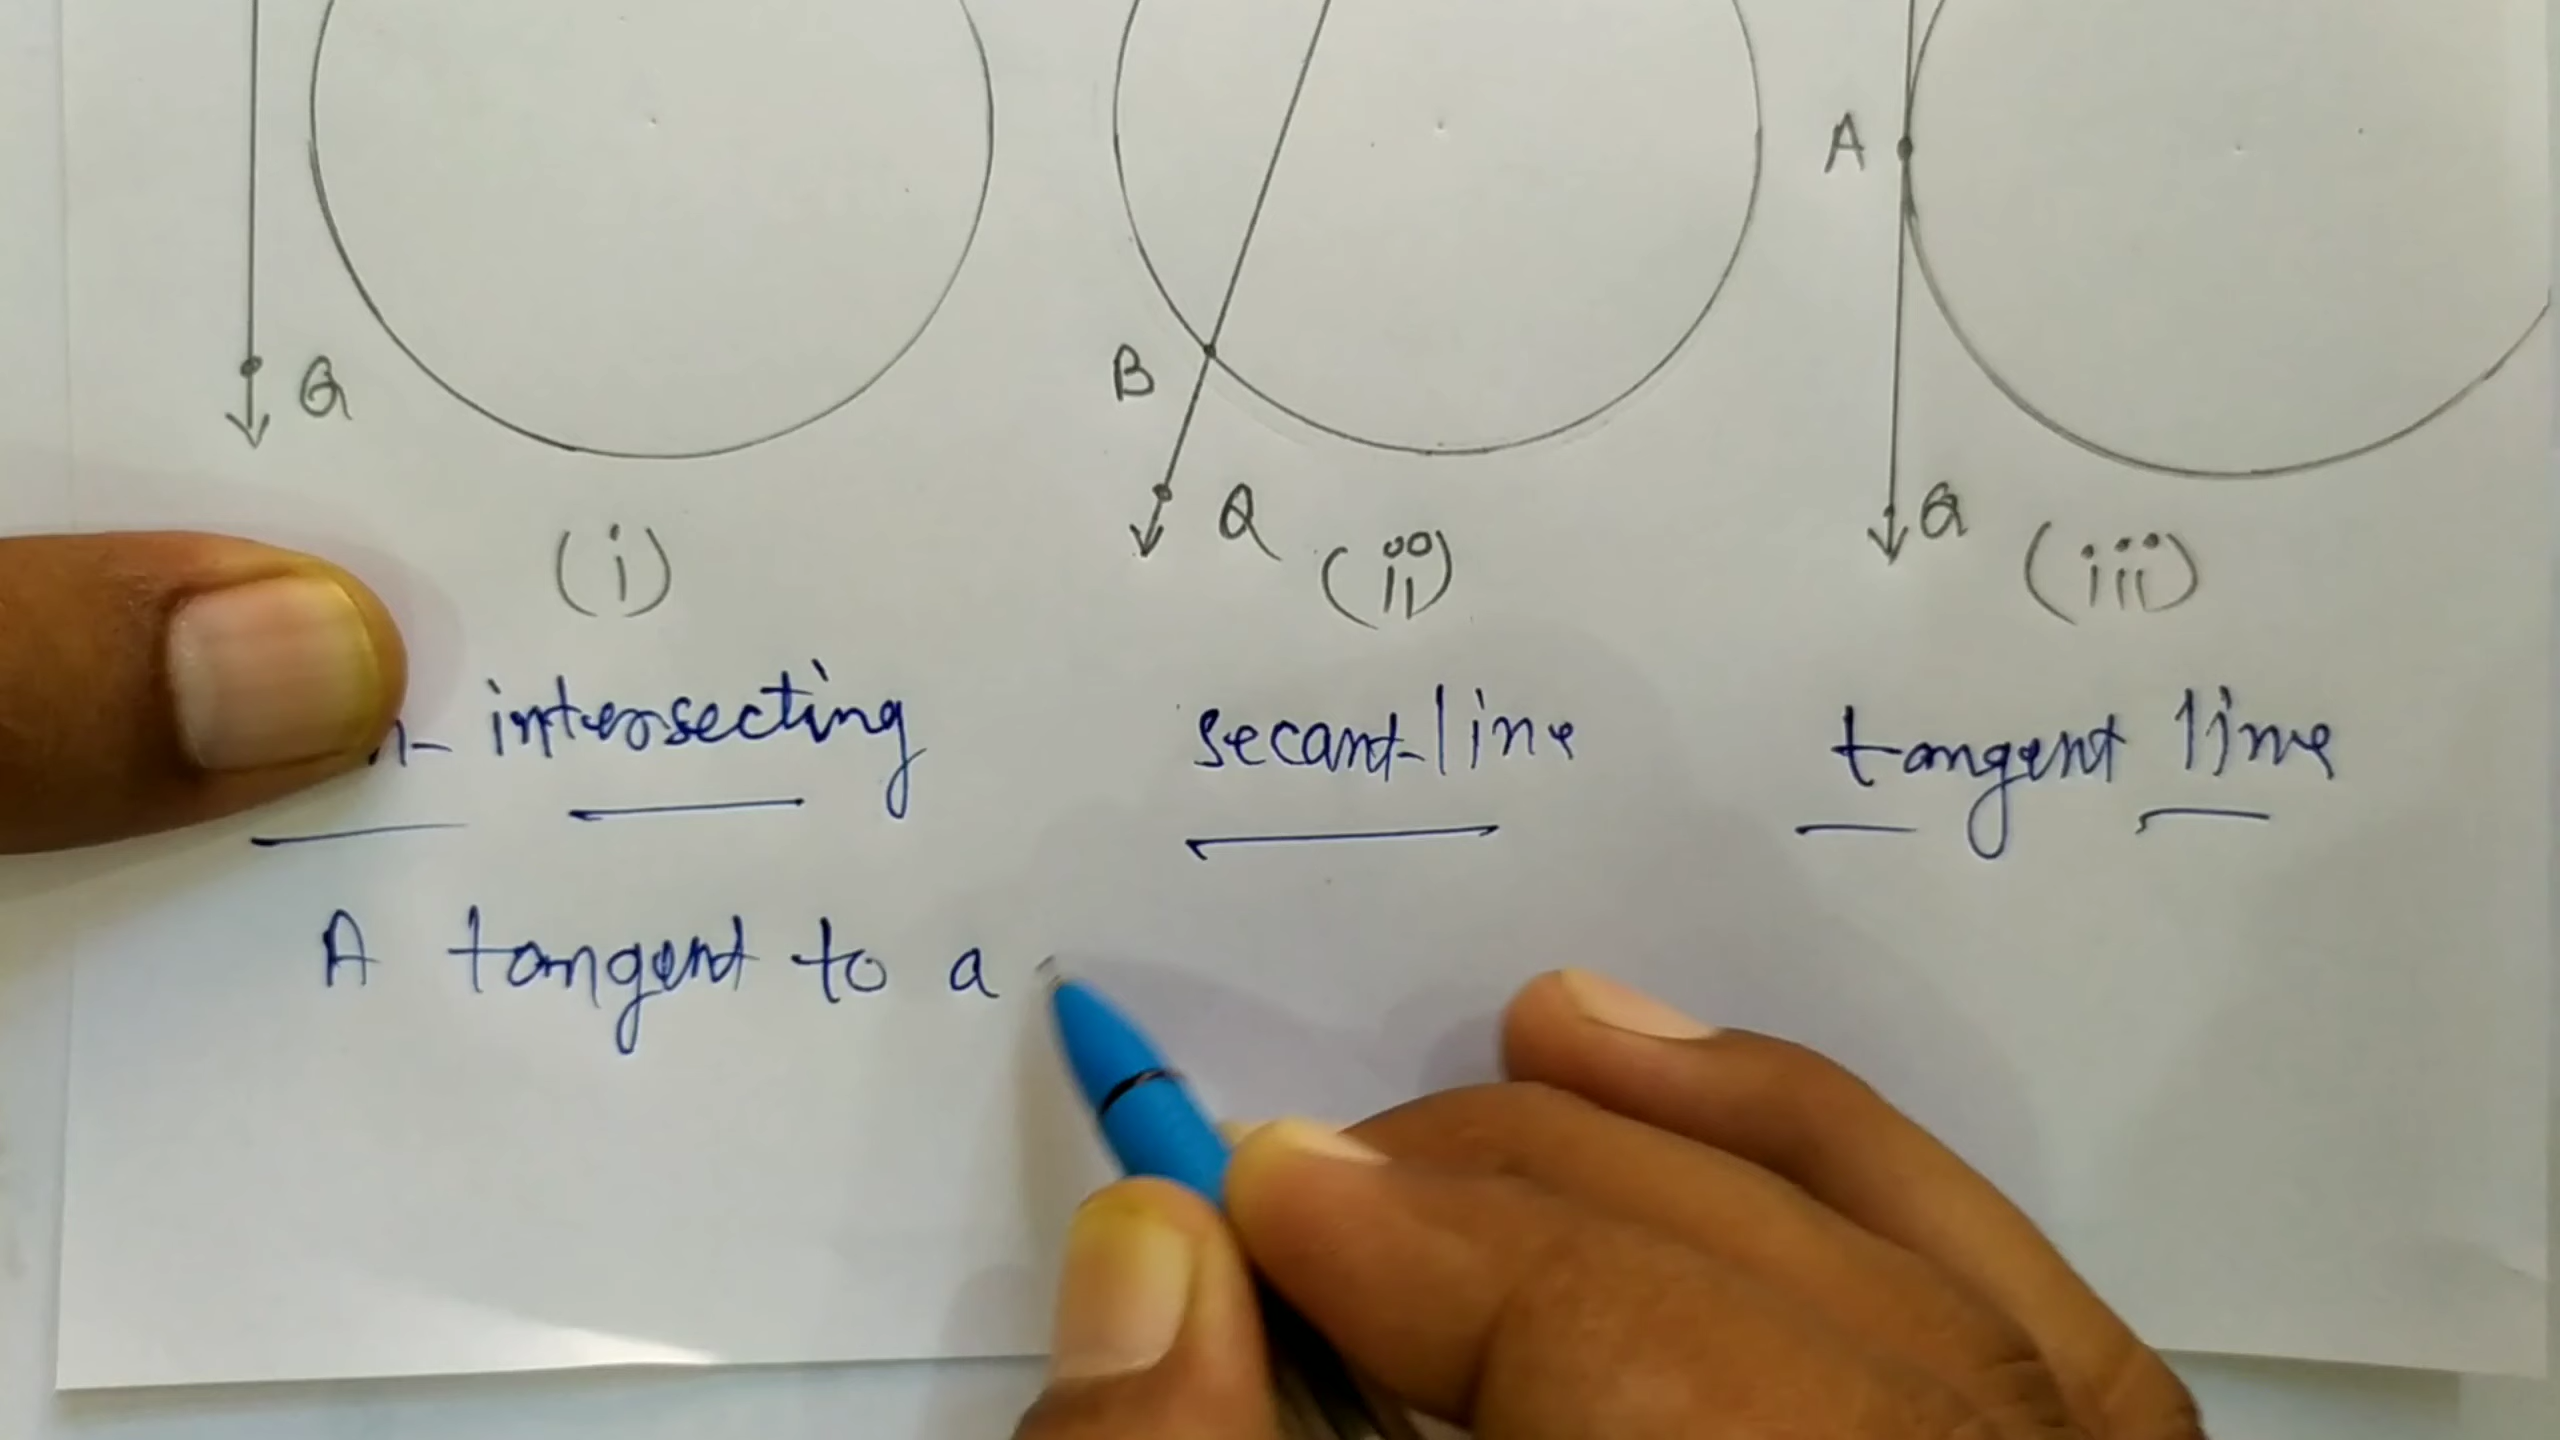 A
Q
B
Q
Q
(i)
(ii)
(iii)
intersecting
secant-line
tangent line
A tangent to a